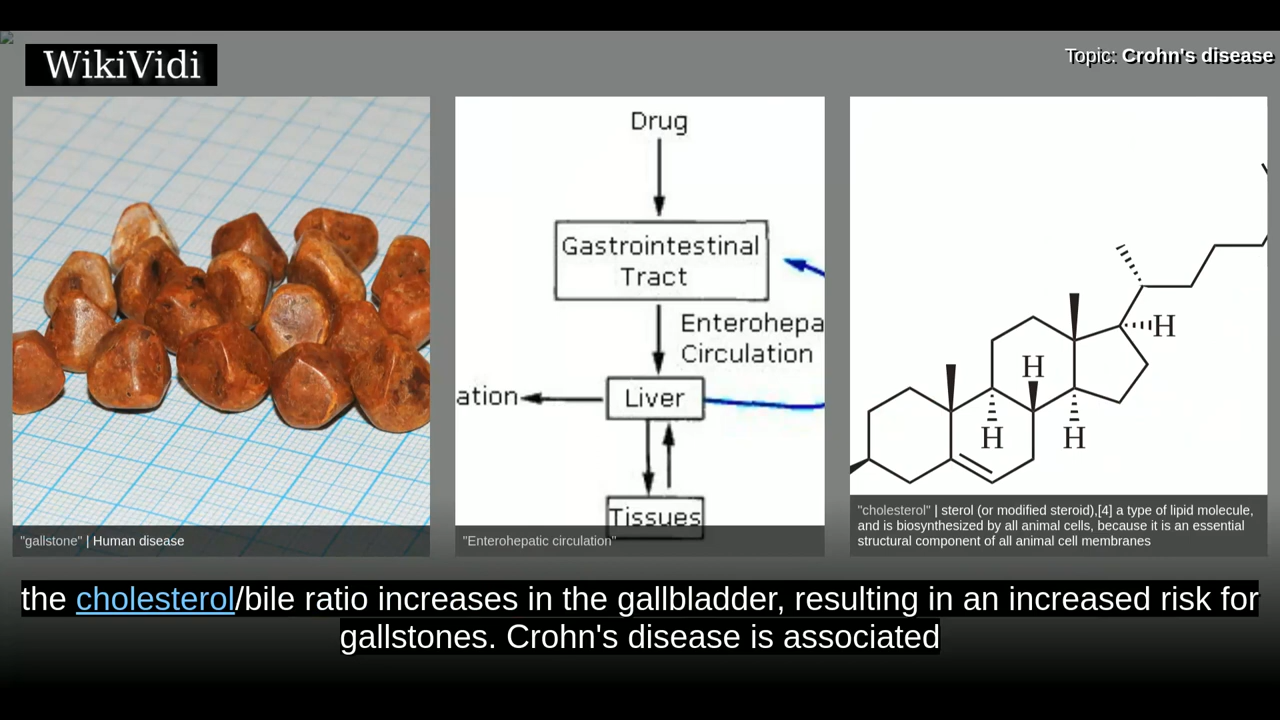 WikiVidi
Topic: Crohn's disease
Drug
Gastrointestinal
Tract
Enterohepa
Circulation
ation
Liver
Tissues
H
H
H
H
"gallstone" | Human disease
"Enterohepatic circulation"
"cholesterol" | sterol (or modified steroid),[4] a type of lipid molecule,
and is biosynthesized by all animal cells, because it is an essential
structural component of all animal cell membranes
the cholesterol/bile ratio increases in the gallbladder, resulting in an increased risk for
gallstones. Crohn's disease is associated